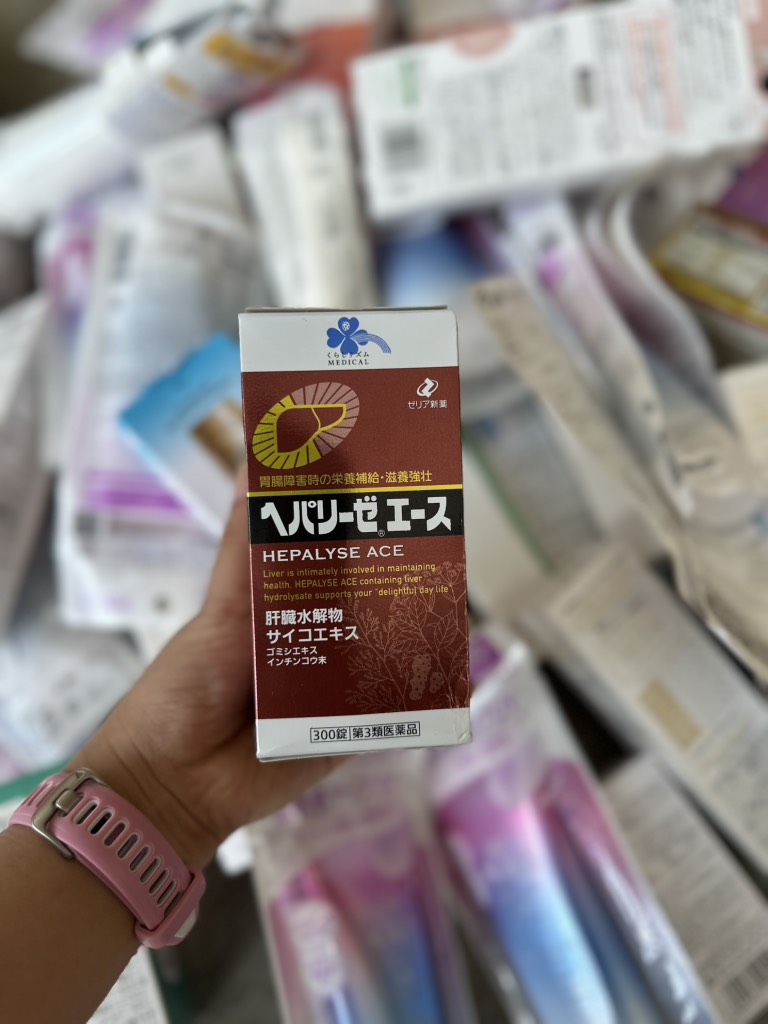 くらしリズム
MEDICAL
ゼリア新薬
胃腸障害時の栄養補給・滋養強壮
ヘパリーゼ®エース
HEPALYSE ACE
Liver is intimately involved in maintaining
health. HEPALYSE ACE containing liver
hydrolysate supports your "delightful day life
肝臓水解物
サイコエキス
ゴミシエキス
インチンコウ末
300錠 第3類医薬品